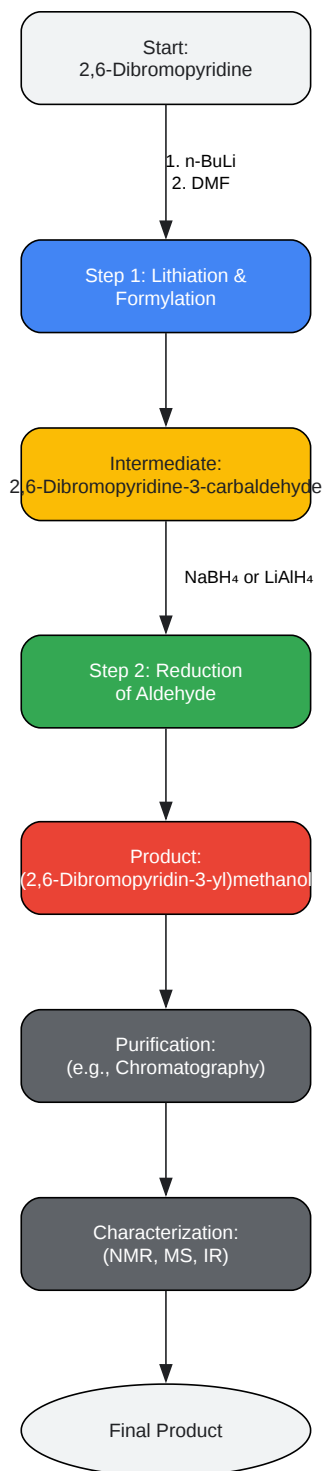 Start:
2,6-Dibromopyridine
1. n-BuLi
2. DMF
Step 1: Lithiation &
Formylation
Intermediate:
2,6-Dibromopyridine-3-carbaldehyde
NaBH₄ or LiAlH₄
Step 2: Reduction
of Aldehyde
Product:
(2,6-Dibromopyridin-3-yl)methanol
Purification:
(e.g., Chromatography)
Characterization:
(NMR, MS, IR)
Final Product